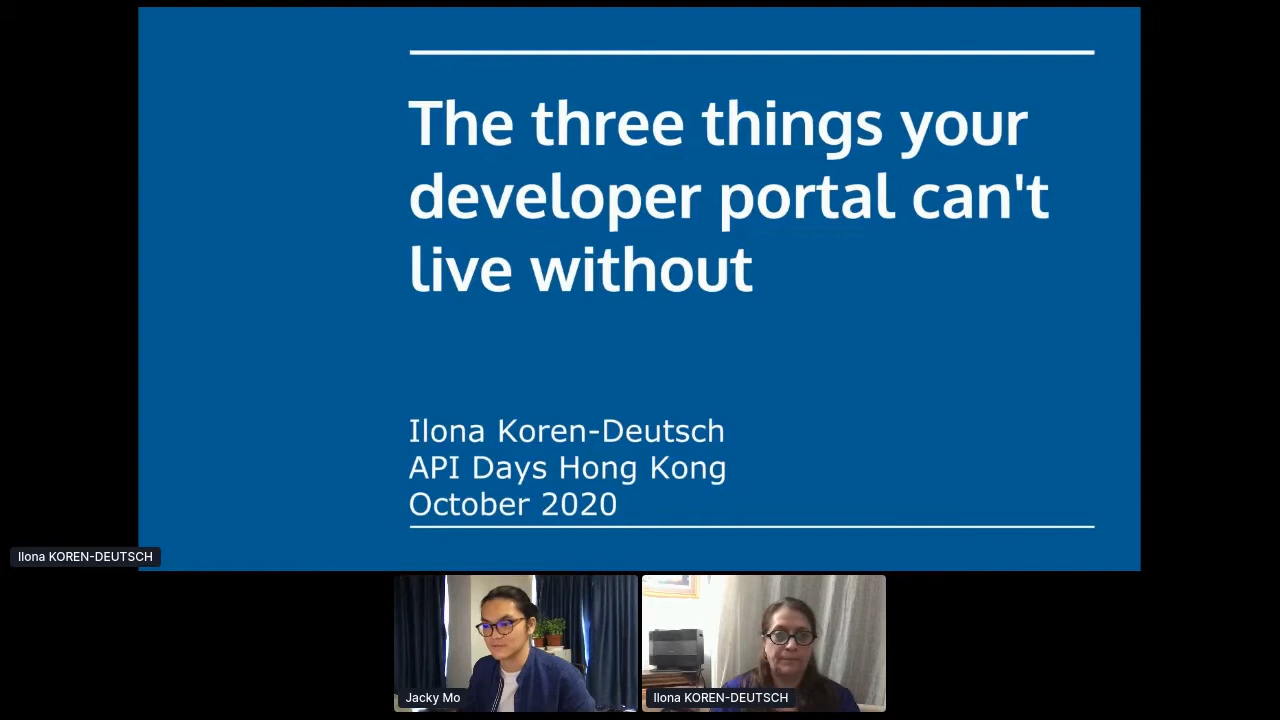 The three things your
developer portal can't
live without
Ilona Koren-Deutsch
API Days Hong Kong
October 2020
Ilona KOREN-DEUTSCH
Jacky Mo
Ilona KOREN-DEUTSCH